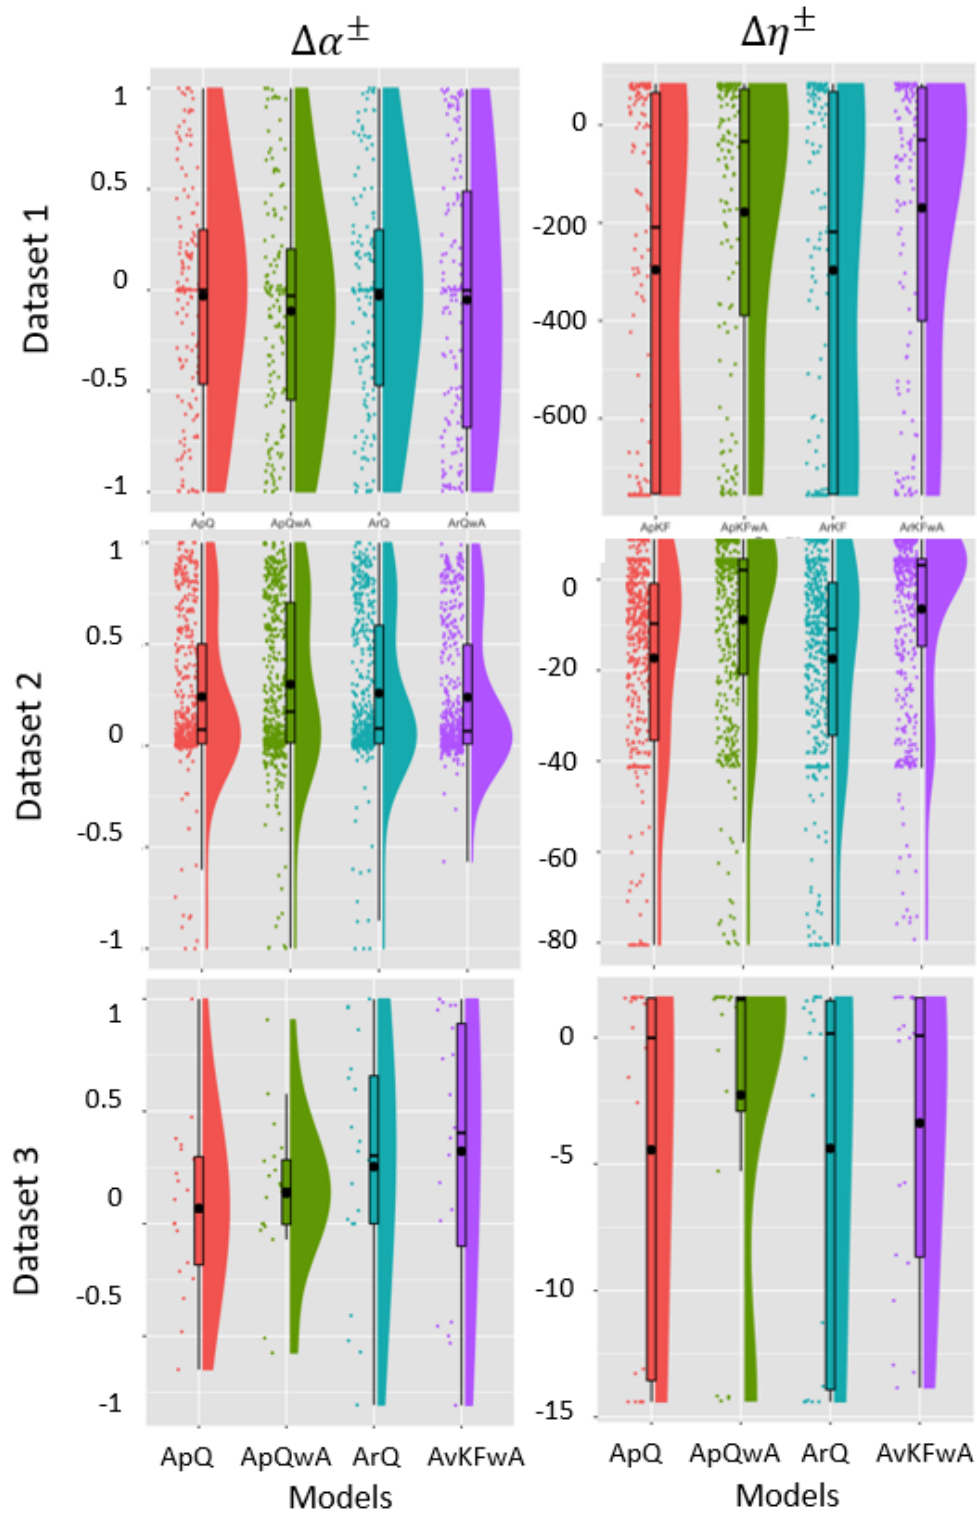 Δα±
Δη±
Dataset 1
1
0.5
0
-0.5
-1
0
-200
-400
-600
ApQ ApQwA ArQ ArQwA
ApKF ApKFwA ArKF ArKFwA
Dataset 2
1
0.5
0
-0.5
-1
0
-20
-40
-60
-80
Dataset 3
1
0.5
0
-0.5
-1
0
-5
-10
-15
ApQ ApQwA ArQ AvKFwA
Models
ApQ ApQwA ArQ AvKFwA
Models